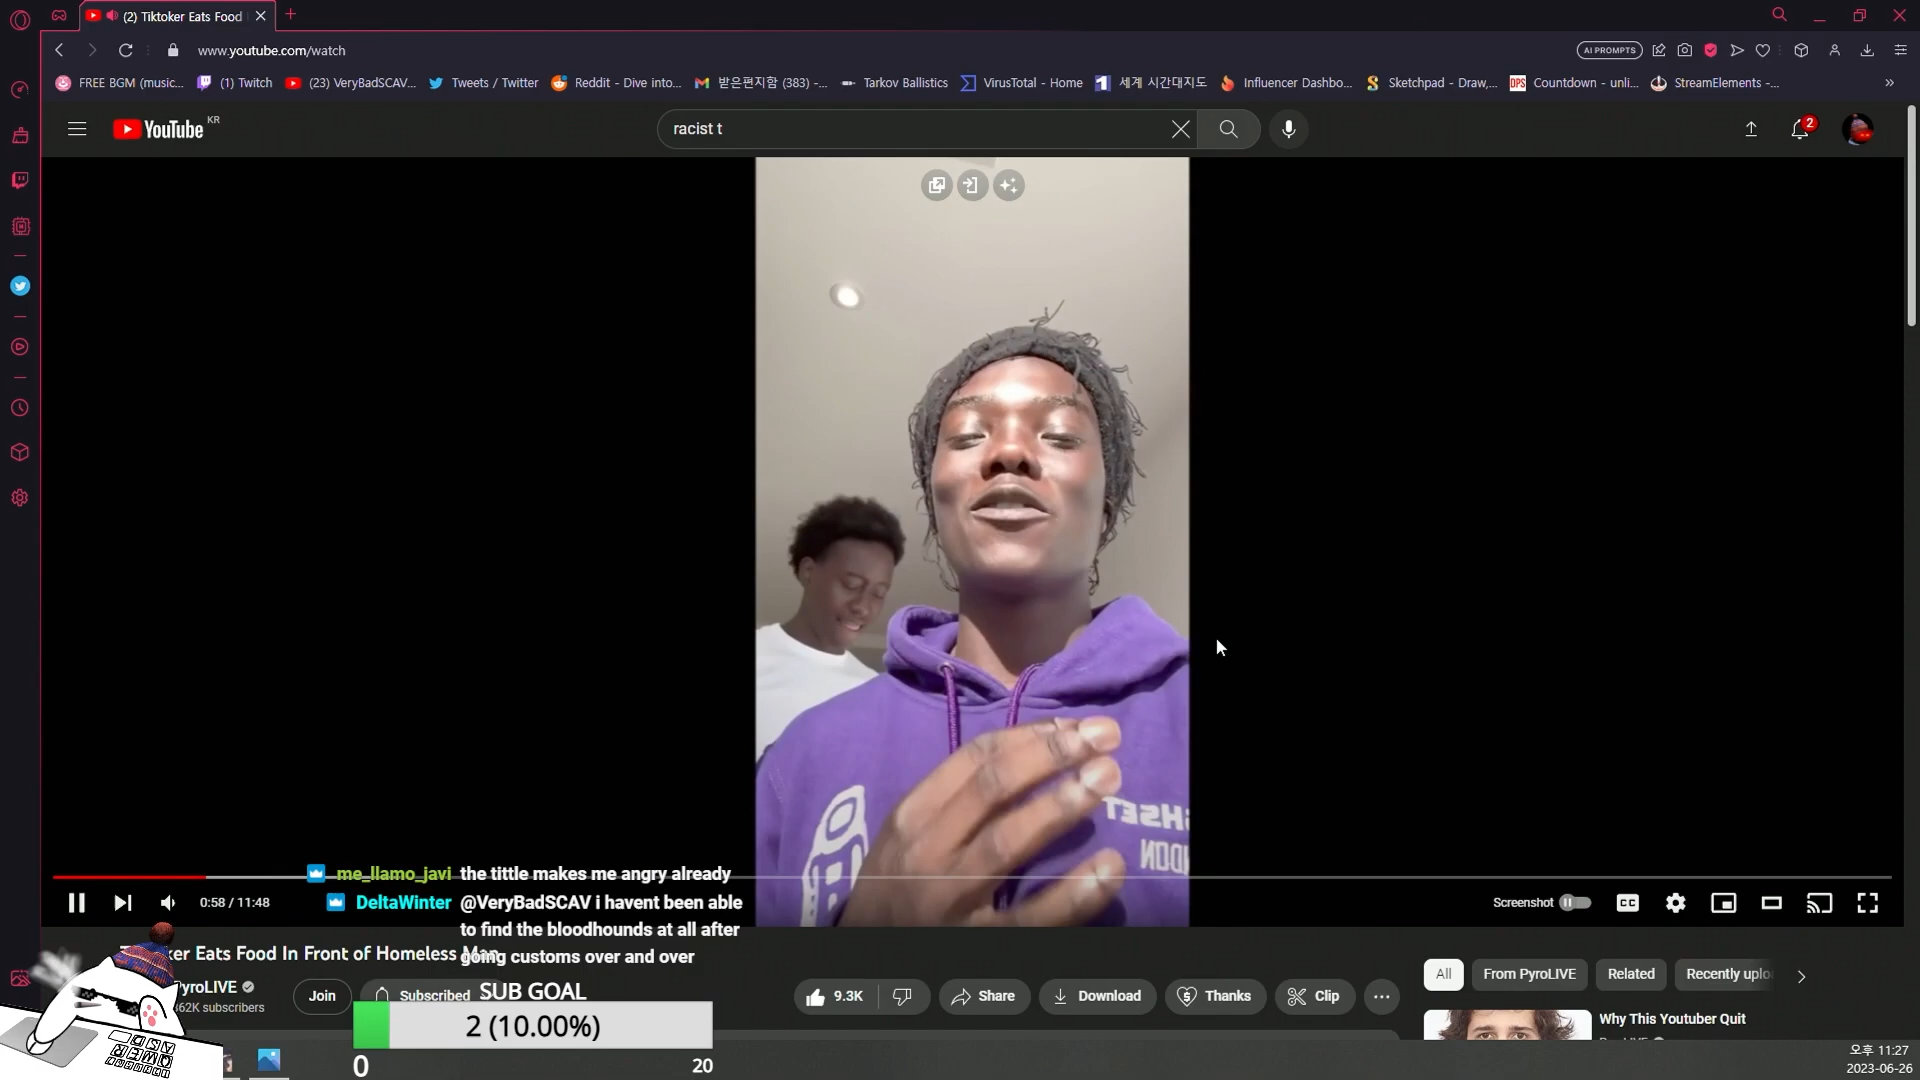 (2) Tiktoker Eats Food
www.youtube.com/watch
AI PROMPTS
FREE BGM (music...
(1) Twitch
(23) VeryBadSCAV...
Tweets / Twitter
Reddit - Dive into...
받은편지함 (383) -...
Tarkov Ballistics
VirusTotal - Home
세계 시간대지도
Influencer Dashbo...
Sketchpad - Draw,...
OPS
Countdown - unli...
StreamElements -...
YouTube KR
racist t
2
me_llamo_javi the tittle makes me angry already
0:58 / 11:48
DeltaWinter @VeryBadSCAV i havent been able
to find the bloodhounds at all after
going customs over and over
Screenshot
CC
ker Eats Food In Front of Homeless Man
yroLIVE
62K subscribers
Join
Subscribed
SUB GOAL
2 (10.00%)
0
20
9.3K
Share
Download
Thanks
Clip
All
From PyroLIVE
Related
Recently uplo
Why This Youtuber Quit
오후 11:27
2023-06-26